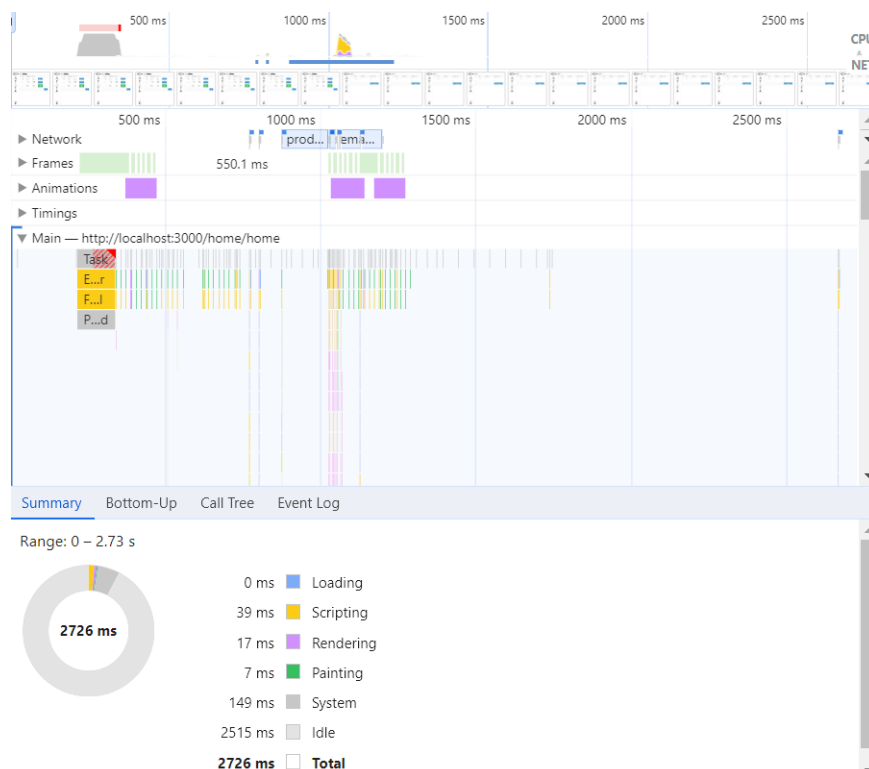 500 ms 1000 ms 1500 ms 2000 ms 2500 ms
CPU
NET
500 ms 1000 ms 1500 ms 2000 ms 2500 ms
Network prod... ema...
Frames 550.1 ms
Animations
Timings
Main — http://localhost:3000/home/home
Task
E...r
F...l
P...d
Summary Bottom-Up Call Tree Event Log
Range: 0 – 2.73 s
2726 ms
0 ms Loading
39 ms Scripting
17 ms Rendering
7 ms Painting
149 ms System
2515 ms Idle
2726 ms Total